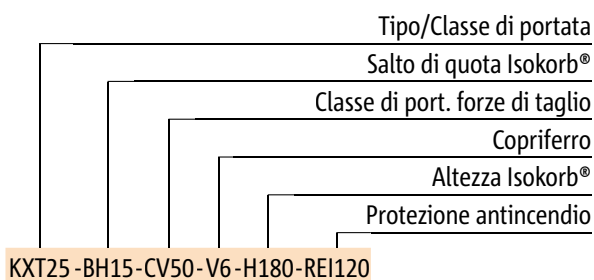 Tipo/Classe di portata
Salto di quota Isokorb®
Classe di port. forze di taglio
Copriferro
Altezza Isokorb®
Protezione antincendio
KXT25-BH15-CV50-V6-H180-REI120